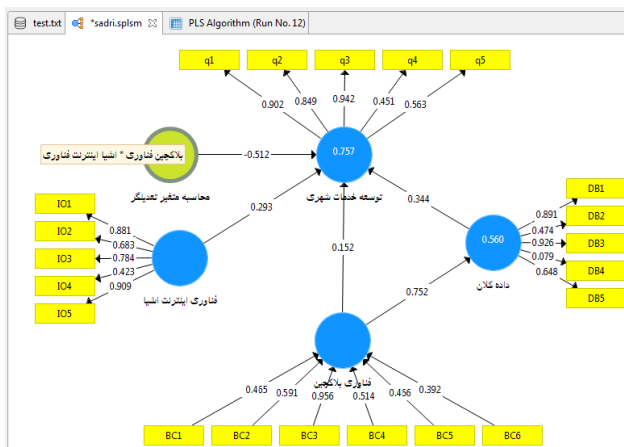 test.txt
*sadri.splsm
PLS Algorithm (Run No. 12)
q1
q2
q3
q4
q5
0.902
0.849
0.942
0.451
0.563
بلاکچین فناوری * اشیا اینترنت فناوری
-0.512
0.757
محاسبه متغیر تعدیلگر
توسعه خدمات شهری
IO1
IO2
IO3
IO4
IO5
0.881
0.683
0.784
0.423
0.909
فناوری اینترنت اشیا
0.293
0.152
0.344
0.752
0.560
داده کلان
DB1
DB2
DB3
DB4
DB5
0.891
0.474
0.926
0.079
0.648
فناوری بلاکچین
0.465
0.591
0.956
0.514
0.456
0.392
BC1
BC2
BC3
BC4
BC5
BC6